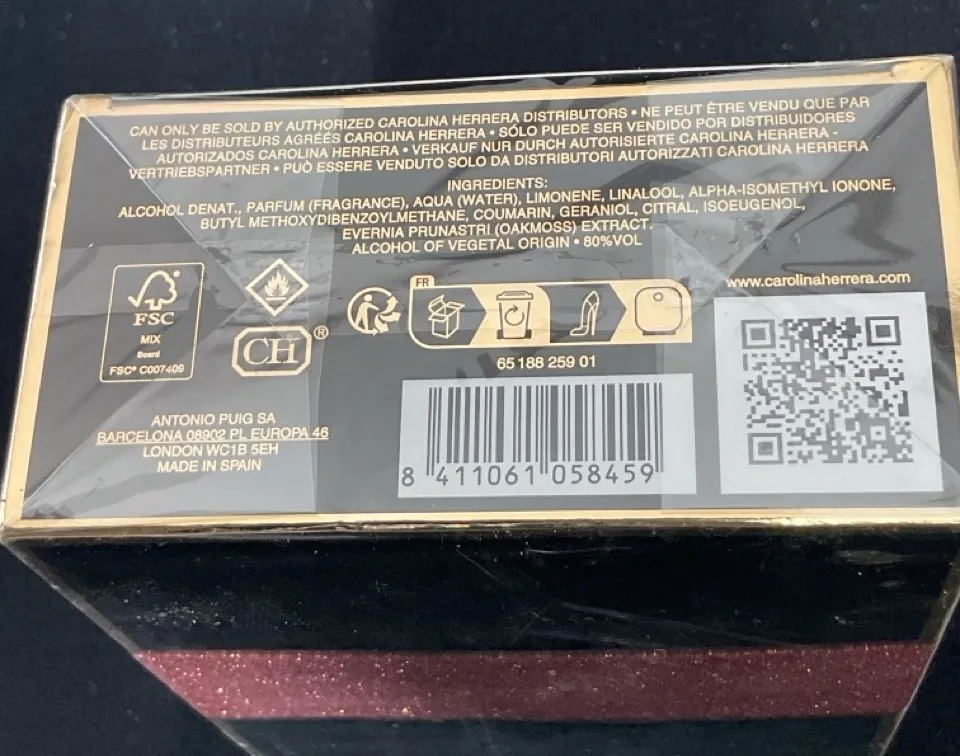 CAN ONLY BE SOLD BY AUTHORIZED CAROLINA HERRERA DISTRIBUTORS • NE PEUT ÊTRE VENDU QUE PAR
LES DISTRIBUTEURS AGRÉÉS CAROLINA HERRERA • SÓLO PUEDE SER VENDIDO POR DISTRIBUIDORES
AUTORIZADOS CAROLINA HERRERA • VERKAUF NUR DURCH AUTORISIERTE CAROLINA HERRERA -
VERTRIEBSPARTNER • PUÒ ESSERE VENDUTO SOLO DA DISTRIBUTORI AUTORIZZATI CAROLINA HERRERA
INGREDIENTS:
ALCOHOL DENAT., PARFUM (FRAGRANCE), AQUA (WATER), LIMONENE, LINALOOL, ALPHA-ISOMETHYL IONONE,
BUTYL METHOXYDIBENZOYLMETHANE, COUMARIN, GERANIOL, CITRAL, ISOEUGENOL,
EVERNIA PRUNASTRI (OAKMOSS) EXTRACT.
ALCOHOL OF VEGETAL ORIGIN • 80%VOL
FSC
MIX
Board
FSC® C007409
CH®
FR
www.carolinaherrera.com
65 188 259 01
ANTONIO PUIG SA
BARCELONA 08902 PL EUROPA 46
LONDON WC1B 5EH
MADE IN SPAIN
8 411061 058459